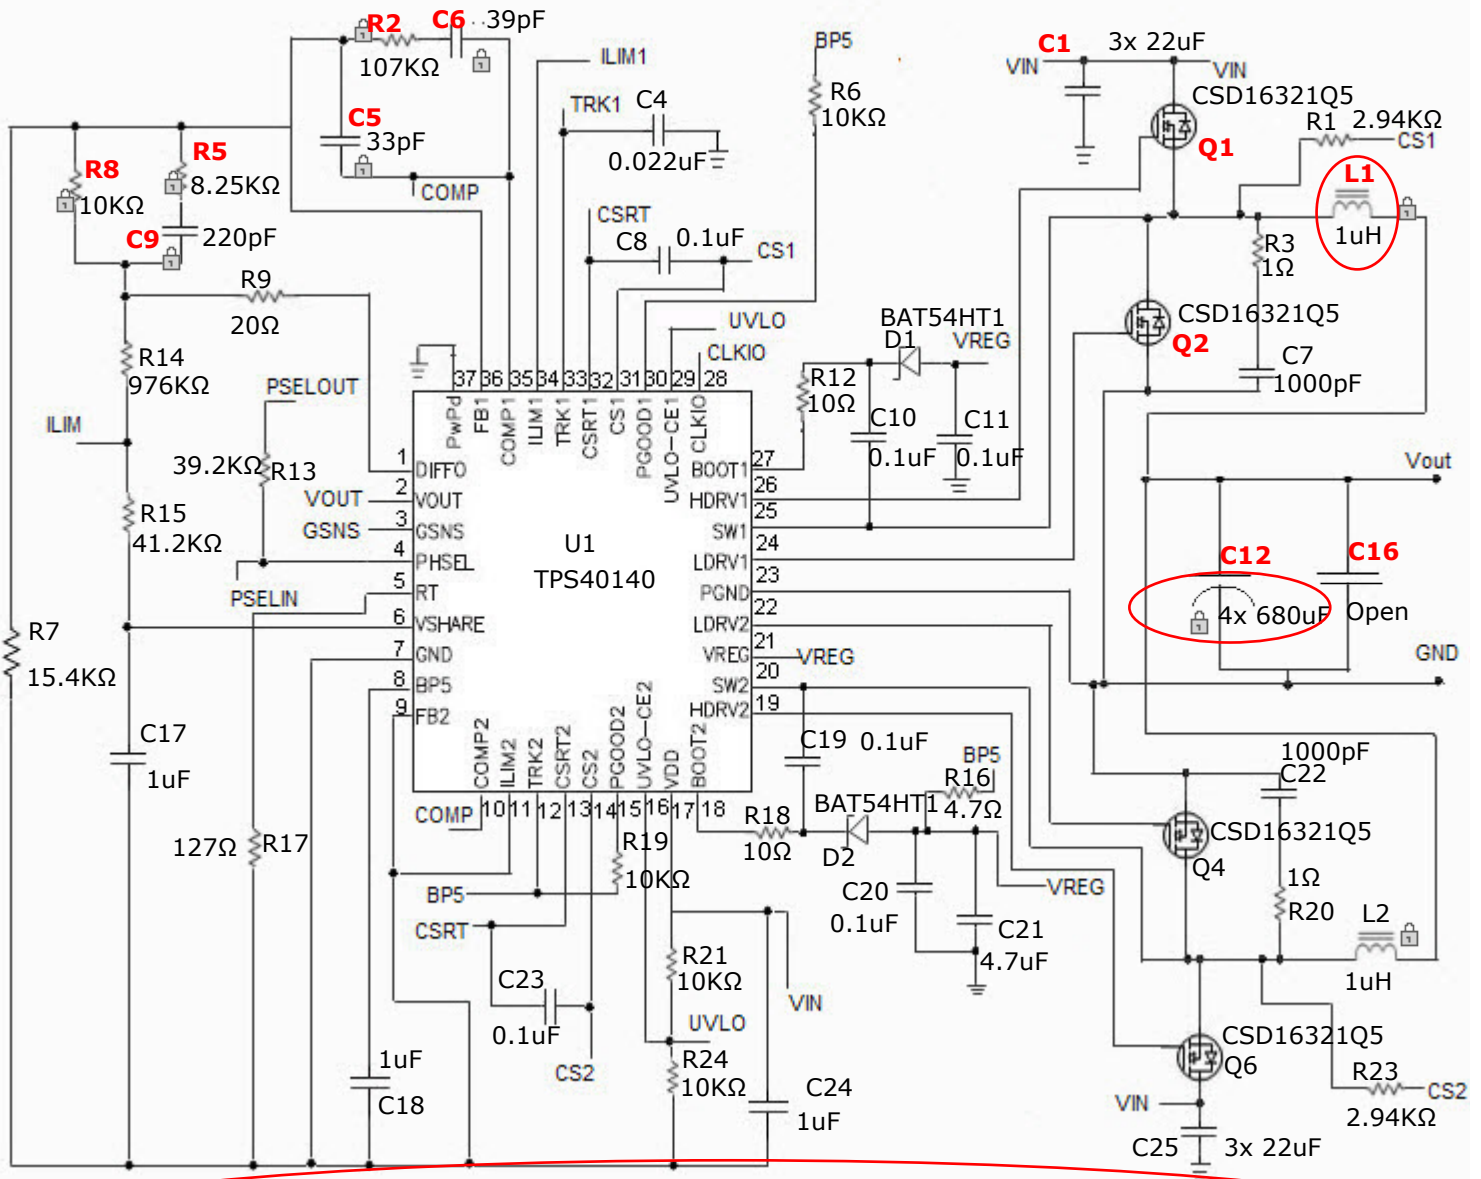 R2
C6
39pF
107KΩ
C5
33pF
COMP
R8
10KΩ
R5
8.25KΩ
C9
220pF
R9
20Ω
R14
976KΩ
ILIM
R15
41.2KΩ
PSELOUT
39.2KΩ
R13
VOUT
GSNS
PSELIN
R7
15.4KΩ
C17
1uF
127Ω
R17
1uF
C18
ILIM1
TRK1
C4
0.022uF
CSRT
C8
0.1uF
CS1
BP5
R6
10KΩ
UVLO
CLKIO
37 36 35 34 33 32 31 30 29 28
PwPd
FB1
COMP1
ILIM1
TRK1
CSRT1
CS1
PGOOD1
UVLO-CE1
CLKIO
1 DIFFO
2 VOUT
3 GSNS
4 PHSEL
5 RT
6 VSHARE
7 GND
8 BP5
9 FB2
U1
TPS40140
BOOT1 27
HDRV1 26
SW1 25
LDRV1 24
PGND 23
LDRV2 22
VREG 21
SW2 20
HDRV2 19
COMP2
ILIM2
TRK2
CSRT2
CS2
PGOOD2
UVLO-CE2
VDD
BOOT2
10 11 12 13 14 15 16 17 18
COMP
BP5
CSRT
C23
0.1uF
CS2
R19
10KΩ
R21
10KΩ
UVLO
R24
10KΩ
VIN
C24
1uF
R12
10Ω
BAT54HT1
D1
VREG
C10
0.1uF
C11
0.1uF
VREG
C19 0.1uF
R18
10Ω
BAT54HT1
D2
BP5
R16
4.7Ω
C20
0.1uF
C21
4.7uF
VREG
C1
3x 22uF
VIN
VIN
CSD16321Q5
Q1
R1
2.94KΩ
CS1
L1
1uH
R3
1Ω
CSD16321Q5
Q2
C7
1000pF
Vout
C12
4x 680uF
C16
Open
GND
1000pF
C22
CSD16321Q5
Q4
1Ω
R20
L2
1uH
CSD16321Q5
Q6
R23
2.94KΩ
CS2
VIN
C25
3x 22uF